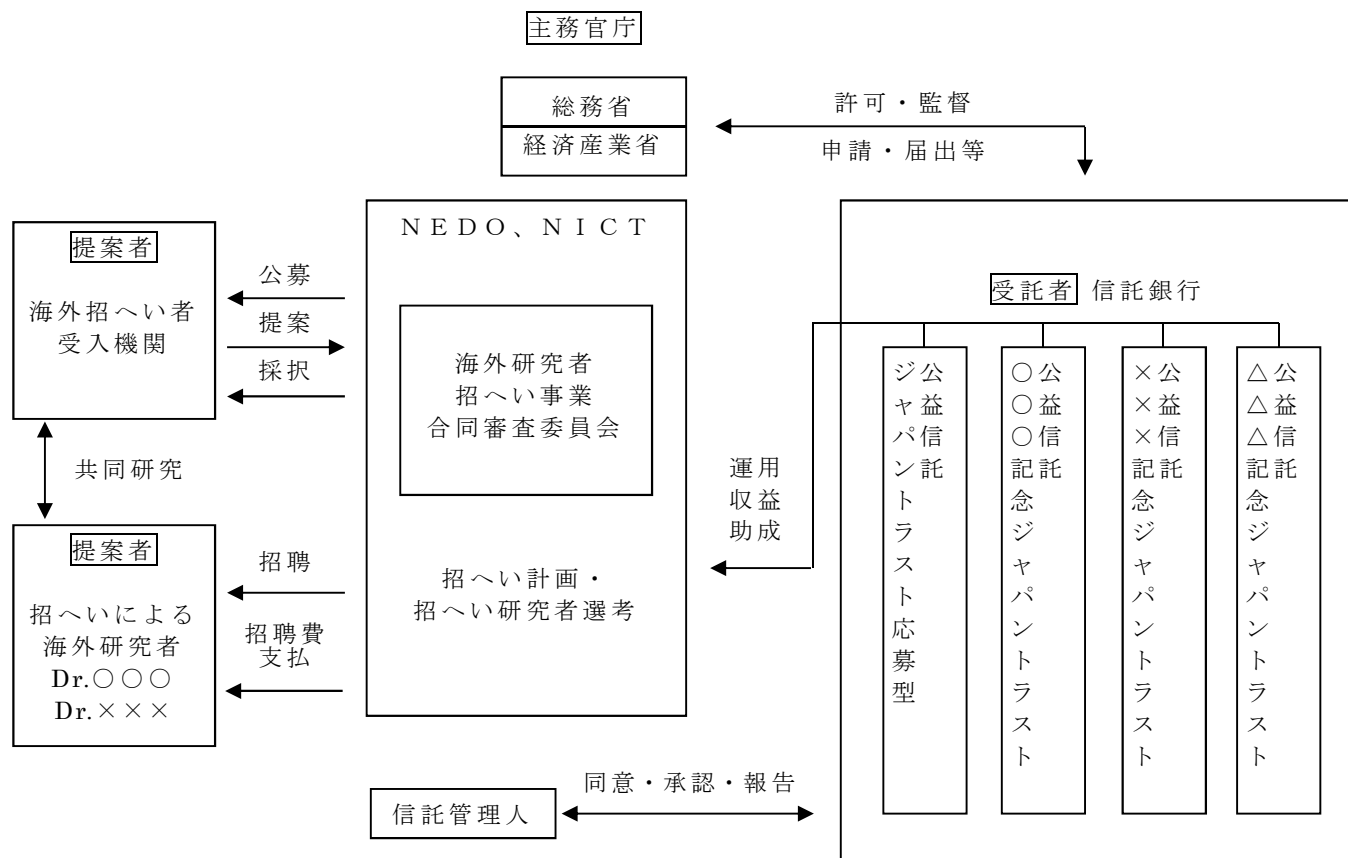 主務官庁
総務省
経済産業省
許可・監督
申請・届出等
NEDO、NICT
海外研究者
招へい事業
合同審査委員会
招へい計画・
招へい研究者選考
提案者
海外招へい者
受入機関
公募
提案
採択
共同研究
提案者
招へいによる
海外研究者
Dr.○○○
Dr.×××
招聘
招聘費
支払
運用
収益
助成
受託者 信託銀行
公益信託
ジャパントラスト応募型
公益信託
○○○記念ジャパントラスト
公益信託
×××記念ジャパントラスト
公益信託
△△△記念ジャパントラスト
信託管理人
同意・承認・報告